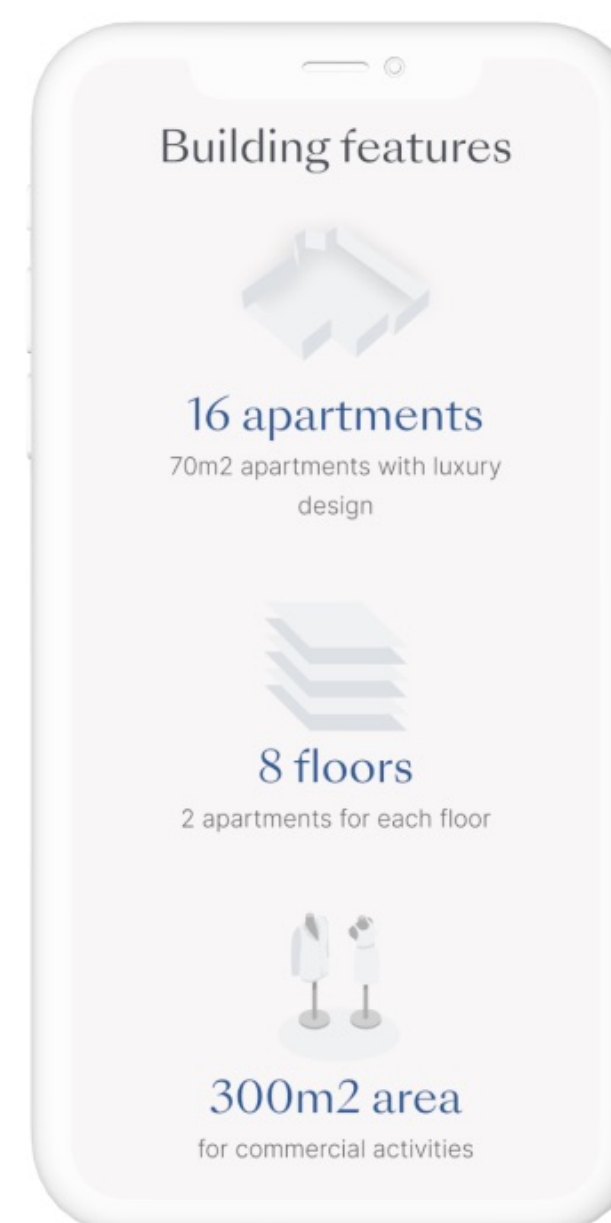 Building features
16 apartments
70m2 apartments with luxury
design
8 floors
2 apartments for each floor
300m2 area
for commercial activities